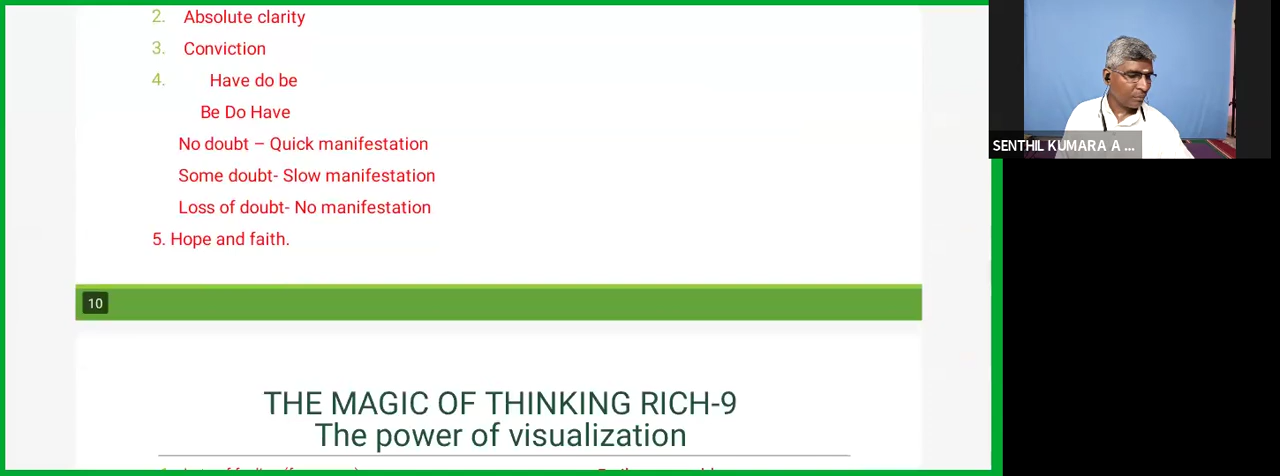 2. Absolute clarity
3. Conviction
4. Have do be
Be Do Have
No doubt – Quick manifestation
Some doubt- Slow manifestation
Loss of doubt- No manifestation
5. Hope and faith.
10
THE MAGIC OF THINKING RICH-9
The power of visualization
SENTHIL KUMARA A ...